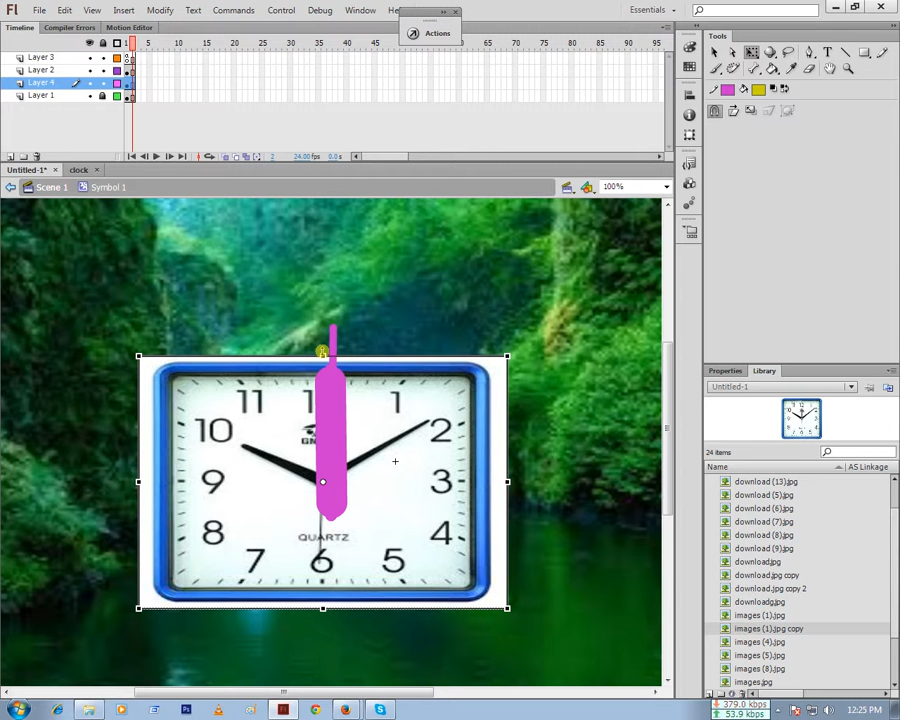 Fl File Edit View Insert Modify Text Commands Control Debug Window Essentials
Actions
Timeline Compiler Errors Motion Editor
1 5 10 15 20 25 30 35 40 45 50 55 60 65 70 75 80 85 90 95
Layer 3
Layer 2
Layer 4
Layer 1
2 24.00 fps 0.0 s
Untitled-1* × clock ×
Scene 1 Symbol 1 100%
Tools
11 1 1
10 2
9 3
8 QUARTZ 4
7 6 5
Properties Library
Untitled-1
24 items
Name AS Linkage
download (13).jpg
download (5).jpg
download (6).jpg
download (7).jpg
download (8).jpg
download (9).jpg
download.jpg
download.jpg copy
download.jpg copy 2
downloadg.jpg
images (1).jpg
images (1).jpg copy
images (4).jpg
images (5).jpg
images (8).jpg
images.jpg
379.0 kbps
53.9 kbps
12:25 PM